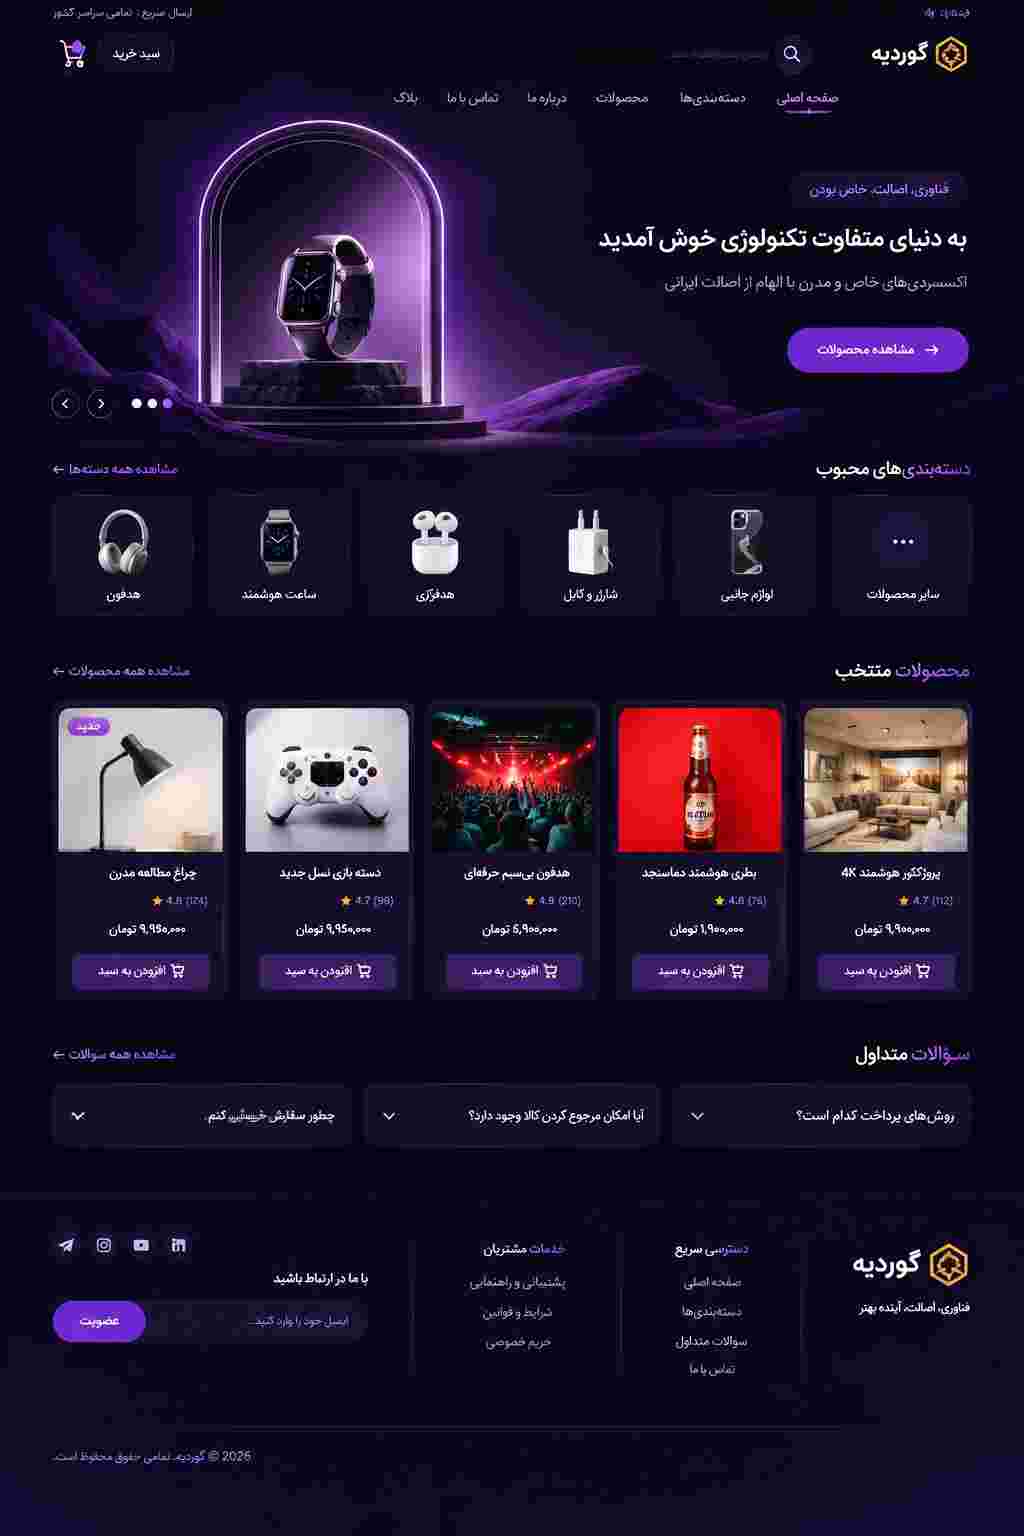 ارسال سریع : تمامی سراسر کشور
گوردیه
سبد خرید
صفحه اصلی
دسته‌بندی‌ها
محصولات
درباره ما
تماس با ما
بلاگ
فناوری، اصالت، خاص بودن
به دنیای متفاوت تکنولوژی خوش آمدید
اکسسری‌های خاص و مدرن با الهام از اصالت ایرانی
مشاهده محصولات →
دسته‌بندی‌های محبوب
مشاهده همه دسته‌ها ←
سایر محصولات
لوازم جانبی
شارژر و کابل
هدفزگزی
ساعت هوشمند
هدفون
محصولات منتخب
مشاهده همه محصولات ←
جدید
پروژکتور هوشمند 4K
4.7 (112)
۹,۹۰۰,۰۰۰ تومان
افزودن به سبد
بطری هوشمند دماسنجد
4.6 (76)
۱,۹۰۰,۰۰۰ تومان
افزودن به سبد
هدفون بی‌سیم حرفه‌ای
4.9 (210)
۵,۹۰۰,۰۰۰ تومان
افزودن به سبد
دسته بازی نسل جدید
4.7 (98)
۹,۹۵۰,۰۰۰ تومان
افزودن به سبد
چراغ مطالعه مدرن
4.8 (124)
۹,۹۵۰,۰۰۰ تومان
افزودن به سبد
سؤالات متداول
مشاهده همه سوالات ←
روش‌های پرداخت کدام است؟
آیا امکان مرجوع کردن کالا وجود دارد؟
چطور سفارش کنم.
گوردیه
فناوری، اصالت، آینده بهتر
دسترسی سریع
صفحه اصلی
دسته‌بندی‌ها
سوالات متداول
تماس با ما
خدمات مشتریان
پشتیبانی و راهنمایی
شرایط و قوانین
حریم خصوصی
با ما در ارتباط باشید
ایمیل خود را وارد کنید...
عضویت
2026 © گوردیه. تمامی حقوق محفوظ است.